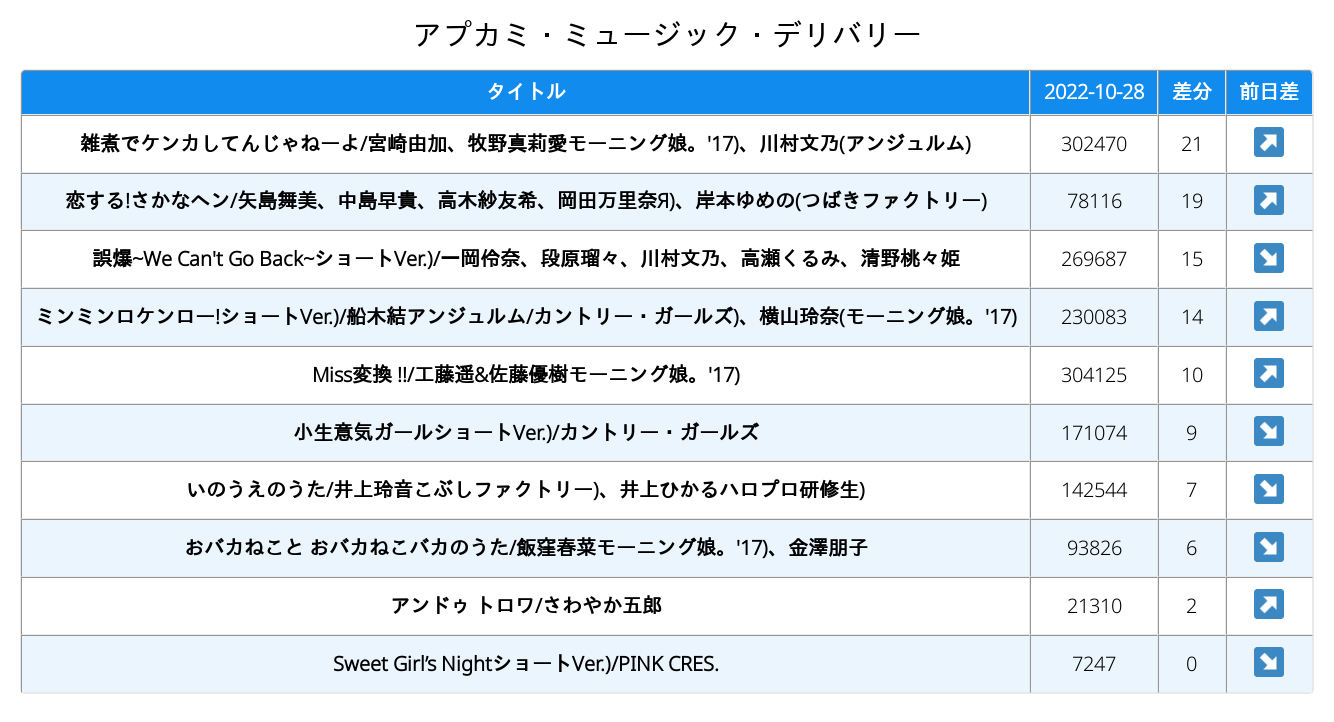 アプカミ・ミュージック・デリバリー
タイトル 2022-10-28 差分 前日差
雑煮でケンカしてんじゃねーよ/宮崎由加、牧野真莉愛モーニング娘。'17)、川村文乃(アンジュルム) 302470 21
恋する!さかなヘン/矢島舞美、中島早貴、高木紗友希、岡田万里奈Я)、岸本ゆめの(つばきファクトリー) 78116 19
誤爆~We Can't Go Back~ショートVer.)/一岡伶奈、段原瑠々、川村文乃、高瀬くるみ、清野桃々姫 269687 15
ミンミンロケンロー!ショートVer.)/船木結アンジュルム/カントリー・ガールズ)、横山玲奈(モーニング娘。'17) 230083 14
Miss変換 !!/工藤遥&佐藤優樹モーニング娘。'17) 304125 10
小生意気ガールショートVer.)/カントリー・ガールズ 171074 9
いのうえのうた/井上玲音こぶしファクトリー)、井上ひかるハロプロ研修生) 142544 7
おバカねこと おバカねこバカのうた/飯窪春菜モーニング娘。'17)、金澤朋子 93826 6
アンドゥ トロワ/さわやか五郎 21310 2
Sweet Girl’s NightショートVer.)/PINK CRES. 7247 0